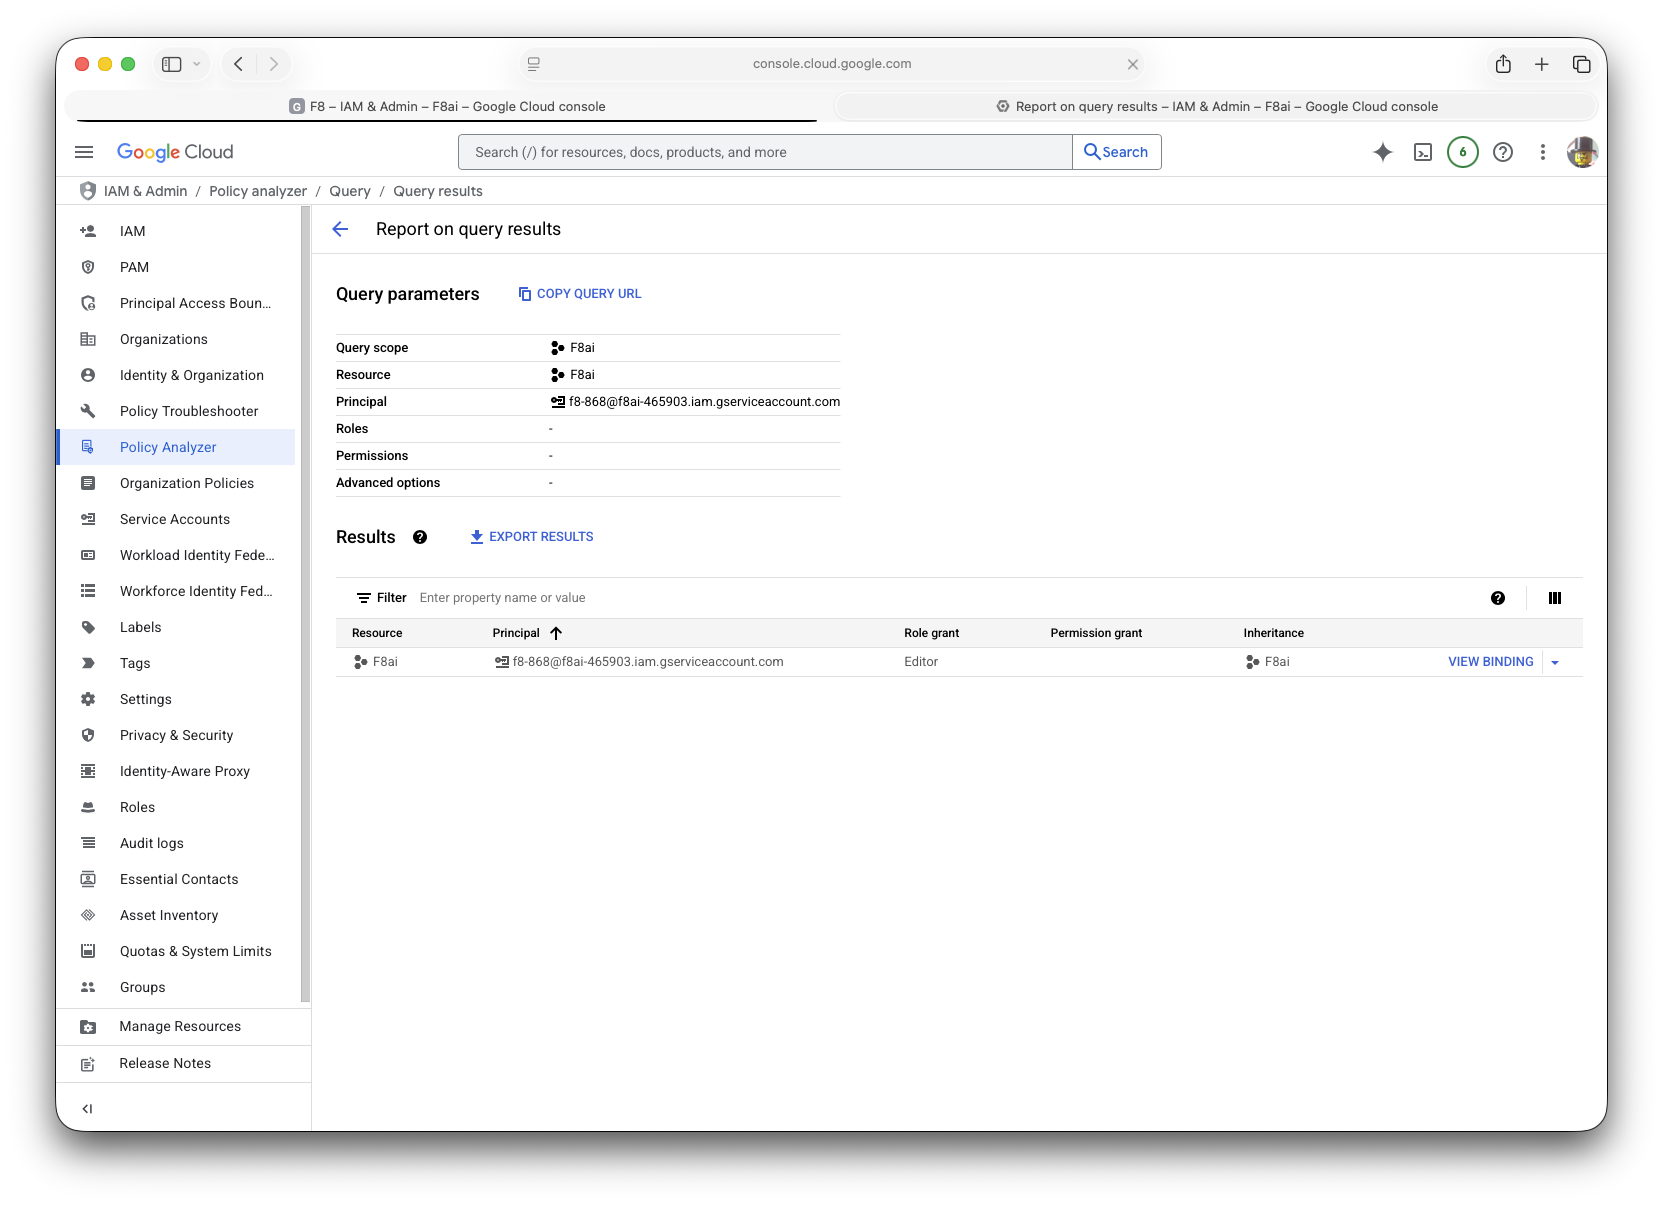 console.cloud.google.com
G F8 – IAM & Admin – F8ai – Google Cloud console
Report on query results – IAM & Admin – F8ai – Google Cloud console
Google Cloud
Search (/) for resources, docs, products, and more
Search
6
IAM & Admin / Policy analyzer / Query / Query results
IAM
PAM
Principal Access Boun...
Organizations
Identity & Organization
Policy Troubleshooter
Policy Analyzer
Organization Policies
Service Accounts
Workload Identity Fede...
Workforce Identity Fed...
Labels
Tags
Settings
Privacy & Security
Identity-Aware Proxy
Roles
Audit logs
Essential Contacts
Asset Inventory
Quotas & System Limits
Groups
Manage Resources
Release Notes
Report on query results
Query parameters COPY QUERY URL
Query scope F8ai
Resource F8ai
Principal f8-868@f8ai-465903.iam.gserviceaccount.com
Roles -
Permissions -
Advanced options -
Results EXPORT RESULTS
Filter Enter property name or value
Resource Principal Role grant Permission grant Inheritance
F8ai f8-868@f8ai-465903.iam.gserviceaccount.com Editor F8ai VIEW BINDING